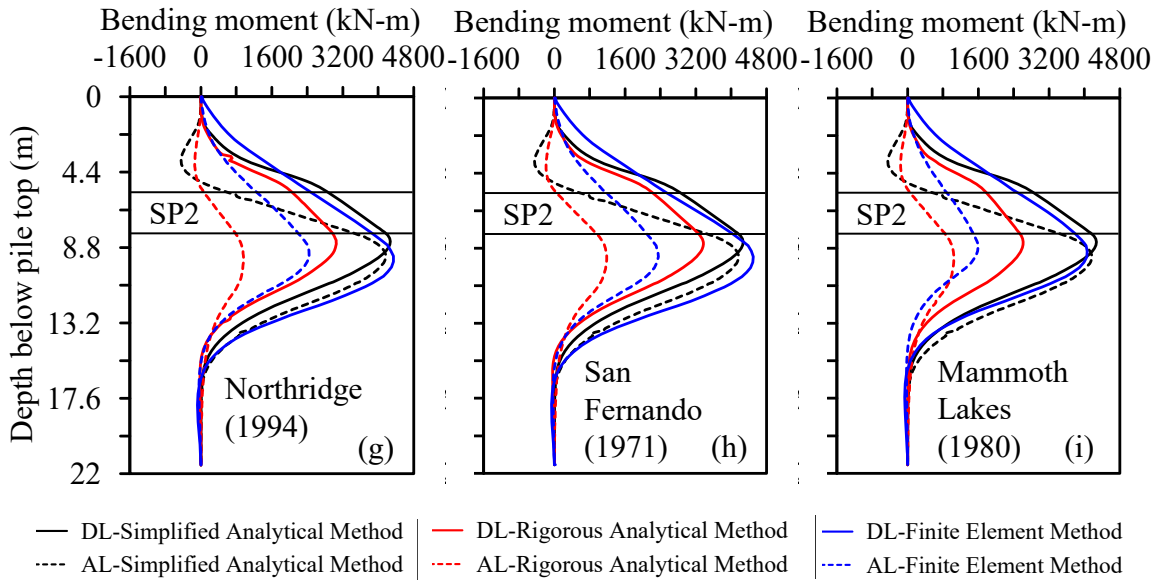 Bending moment (kN-m) Bending moment (kN-m) Bending moment (kN-m)
-1600 0 1600 3200 4800 -1600 0 1600 3200 4800 -1600 0 1600 3200 4800
Depth below pile top (m)
0
4.4
8.8
13.2
17.6
22
SP2
Northridge
(1994)
(g)
SP2
San
Fernando
(1971)
(h)
SP2
Mammoth
Lakes
(1980)
(i)
DL-Simplified Analytical Method DL-Rigorous Analytical Method DL-Finite Element Method
AL-Simplified Analytical Method AL-Rigorous Analytical Method AL-Finite Element Method